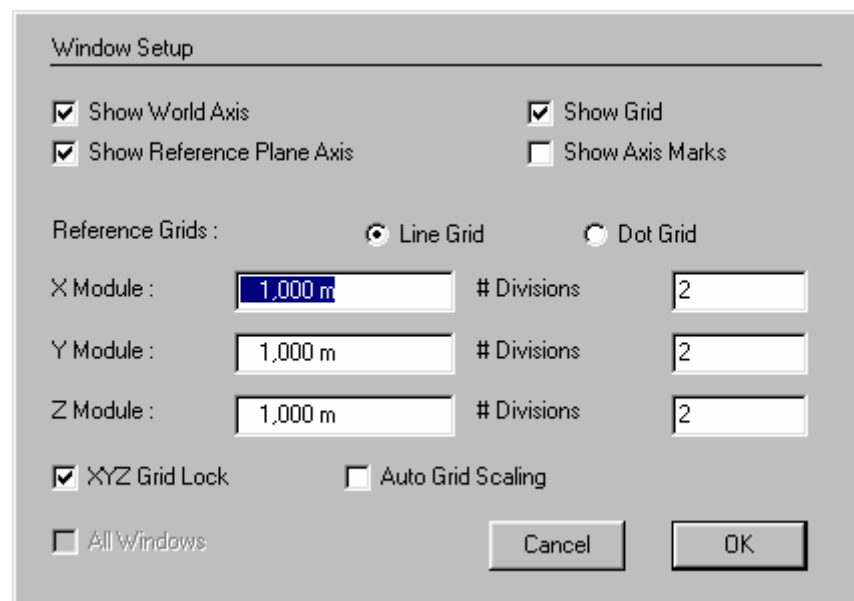 Window Setup
Show World Axis Show Grid
Show Reference Plane Axis Show Axis Marks
Reference Grids : Line Grid Dot Grid
X Module : 1,000 m # Divisions 2
Y Module : 1,000 m # Divisions 2
Z Module : 1,000 m # Divisions 2
XYZ Grid Lock Auto Grid Scaling
All Windows Cancel OK